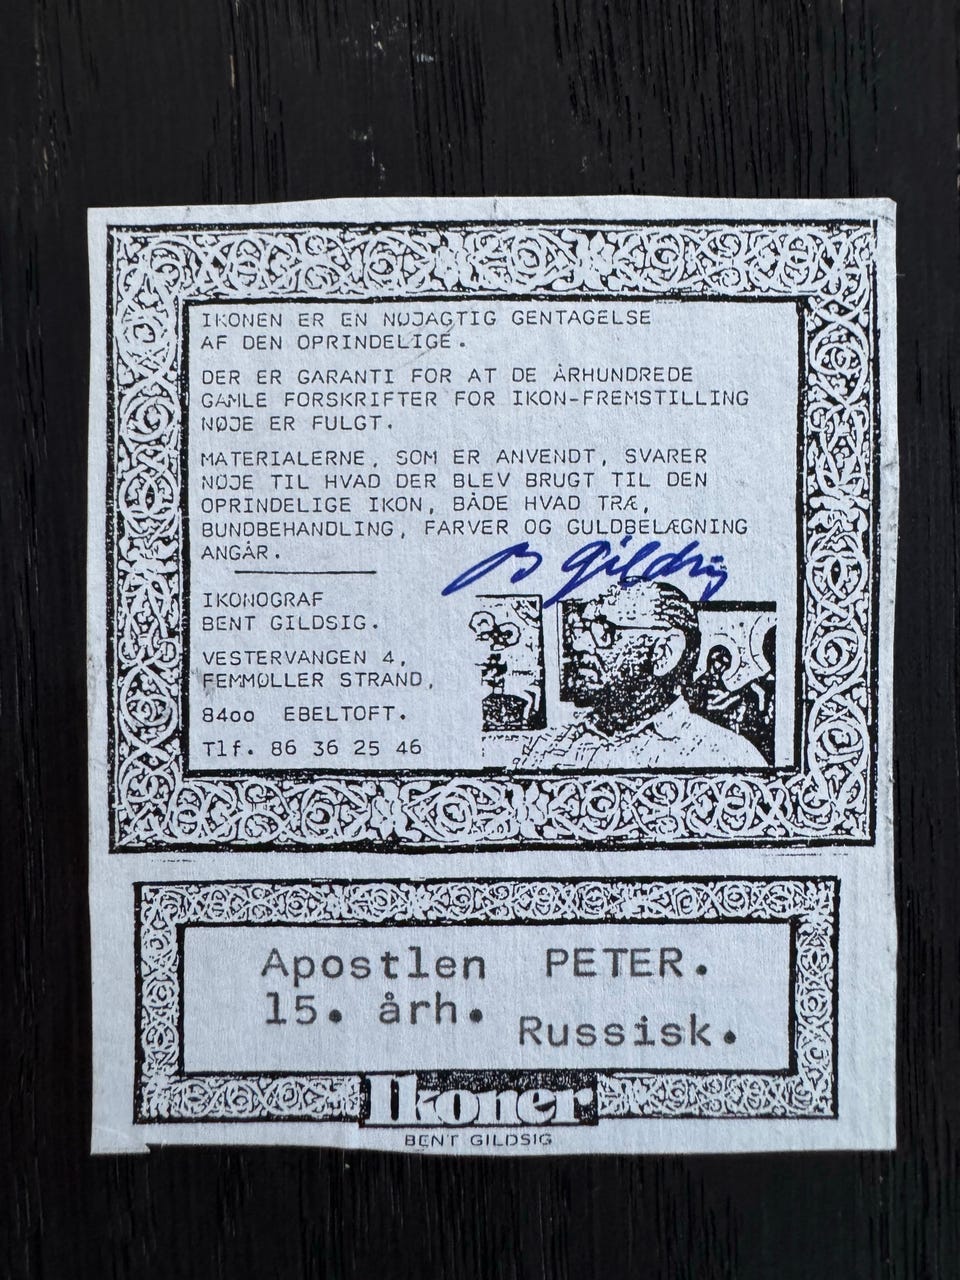 IKONEN ER EN NØJAGTIG GENTAGELSE
AF DEN OPRINDELIGE.
DER ER GARANTI FOR AT DE ÅRHUNDREDE
GAMLE FORSKRIFTER FOR IKON-FREMSTILLING
NØJE ER FULGT.
MATERIALERNE, SOM ER ANVENDT, SVARER
NØJE TIL HVAD DER BLEV BRUGT TIL DEN
OPRINDELIGE IKON, BÅDE HVAD TRÆ,
BUNDBEHANDLING, FARVER OG GULDBELÆGNING
ANGÅR.
B Gildsig
IKONOGRAF
BENT GILDSIG.
VESTERVANGEN 4,
FEMMØLLER STRAND,
84oo EBELTOFT.
Tlf. 86 36 25 46
Apostlen PETER.
15. årh.
Russisk.
Ikoner
BENT GILDSIG